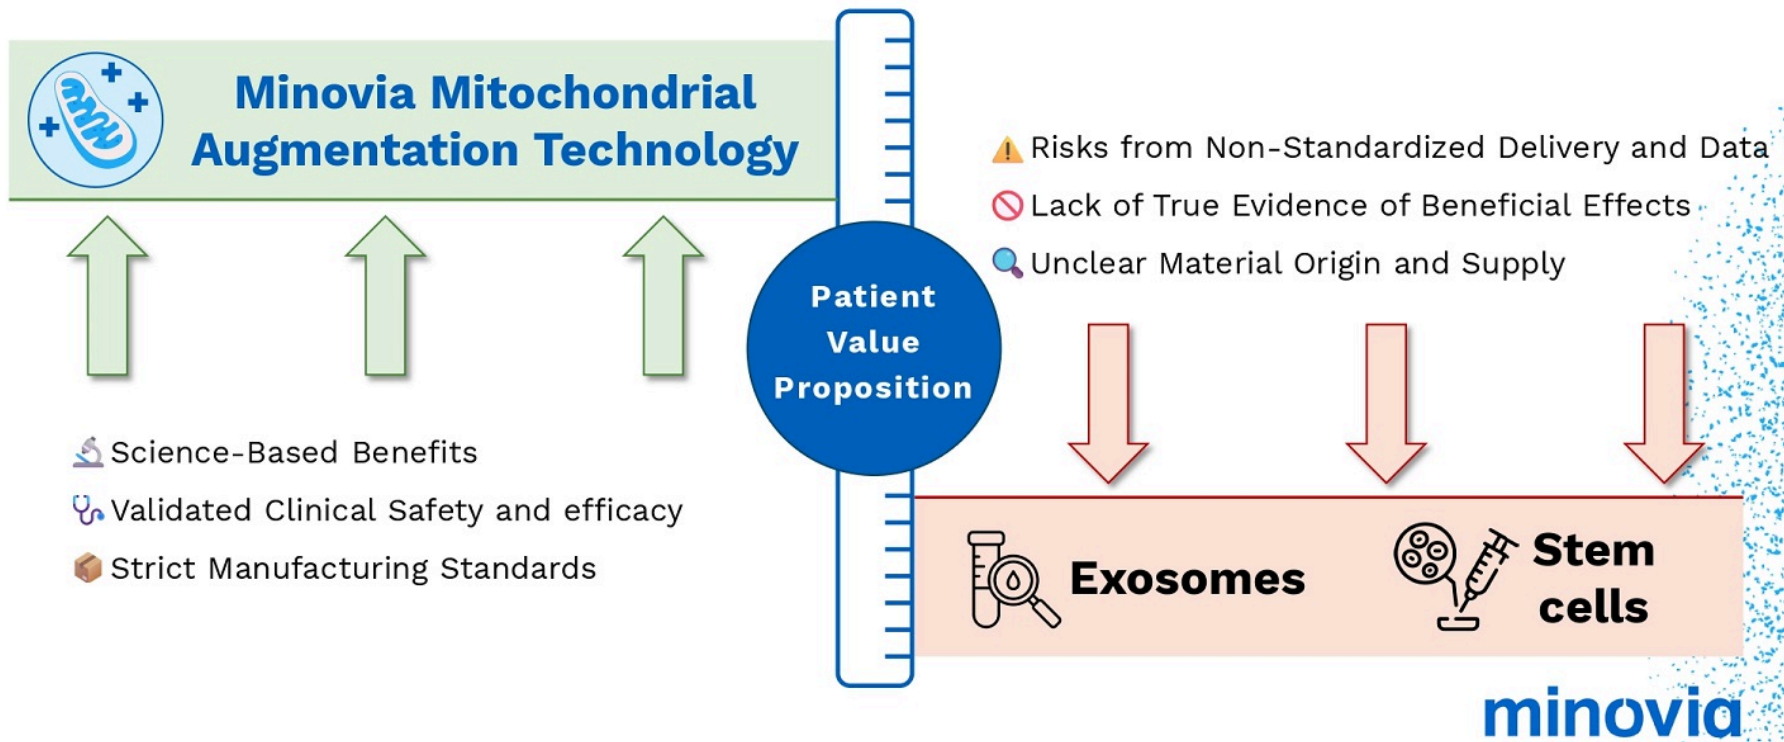 Minovia Mitochondrial
Augmentation Technology
Science-Based Benefits
Validated Clinical Safety and efficacy
Strict Manufacturing Standards
Patient
Value
Proposition
Risks from Non-Standardized Delivery and Data
Lack of True Evidence of Beneficial Effects
Unclear Material Origin and Supply
Exosomes
Stem
cells
minovia